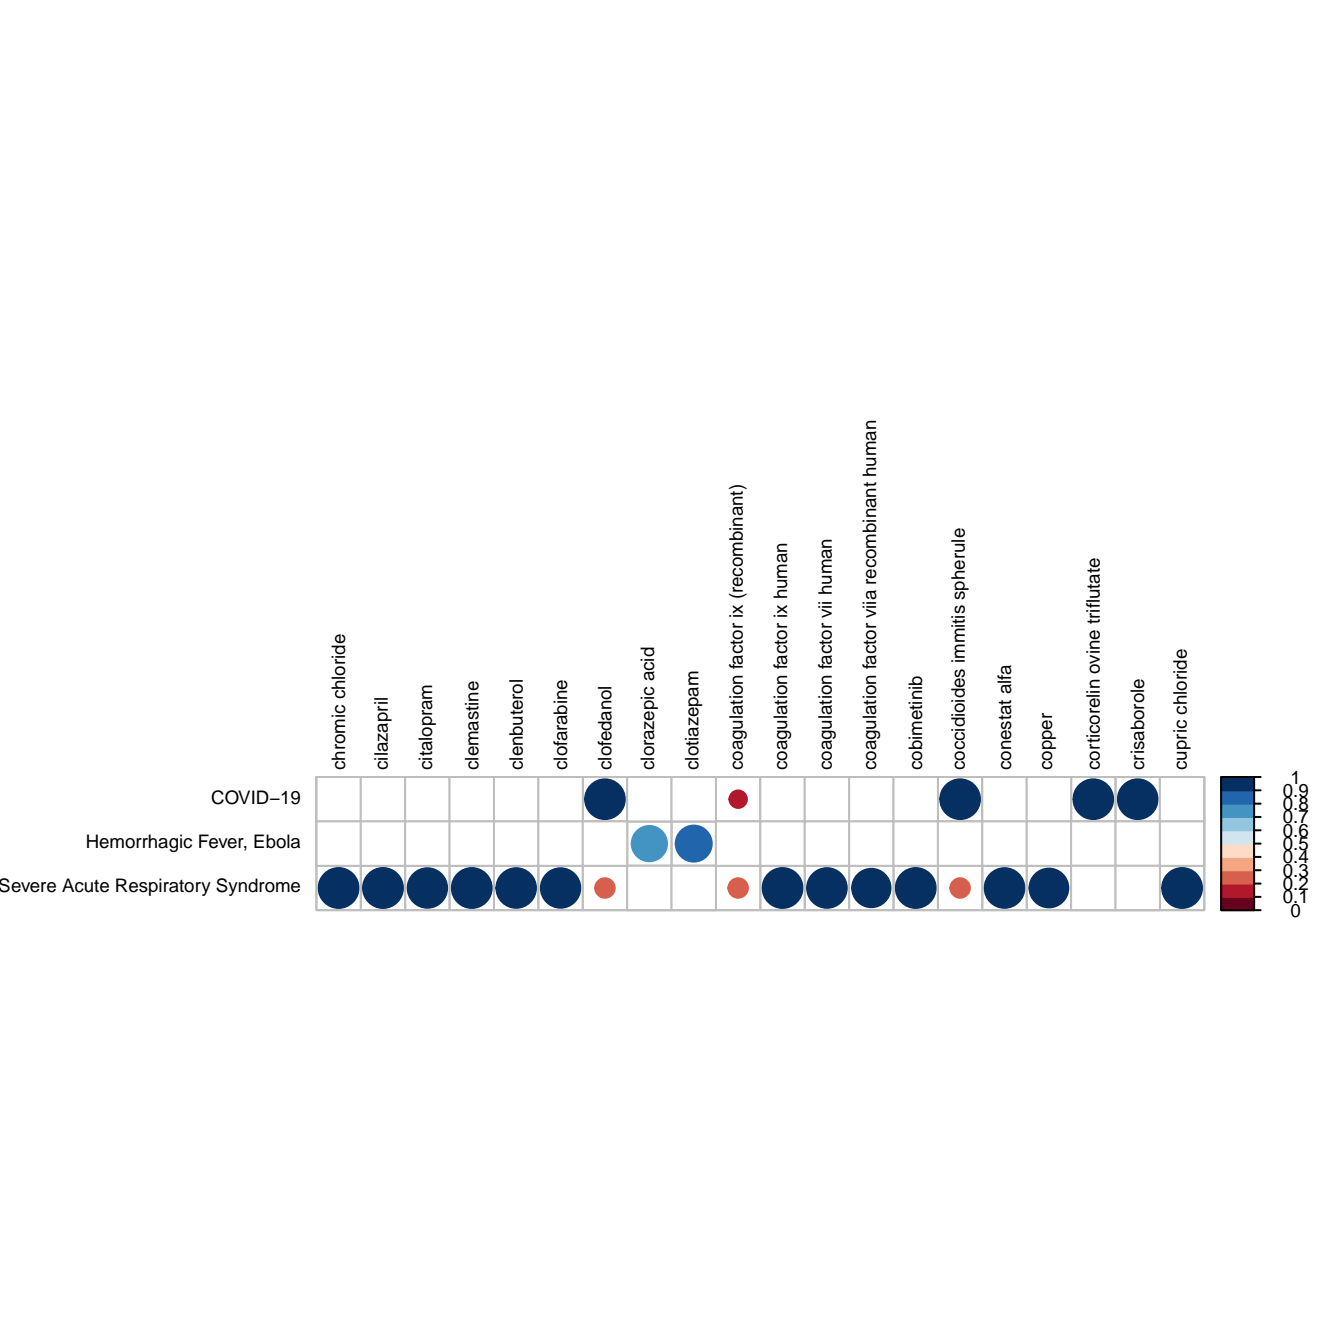 chromic chloride
cilazapril
citalopram
clemastine
clenbuterol
clofarabine
clofedanol
clorazepic acid
clotiazepam
coagulation factor ix (recombinant)
coagulation factor ix human
coagulation factor vii human
coagulation factor viia recombinant human
cobimetinib
coccidioides immitis spherule
conestat alfa
copper
corticorelin ovine triflutate
crisaborole
cupric chloride
COVID−19
Hemorrhagic Fever, Ebola
Severe Acute Respiratory Syndrome
1
0.9
0.8
0.7
0.6
0.5
0.4
0.3
0.2
0.1
0